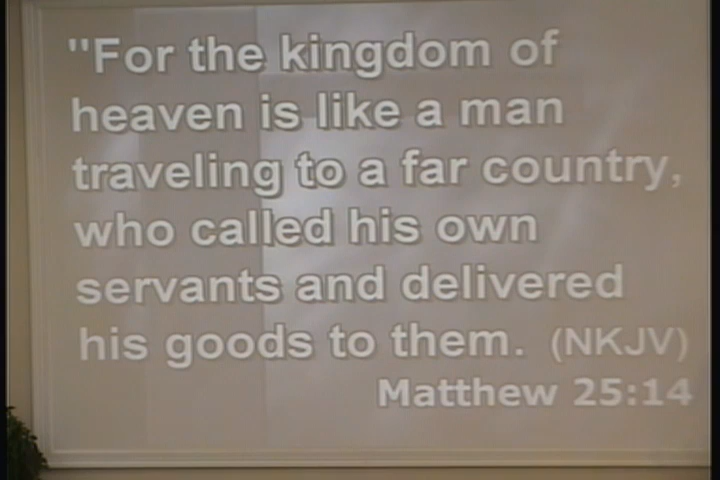 "For the kingdom of
heaven is like a man
traveling to a far country,
who called his own
servants and delivered
his goods to them. (NKJV)
Matthew 25:14